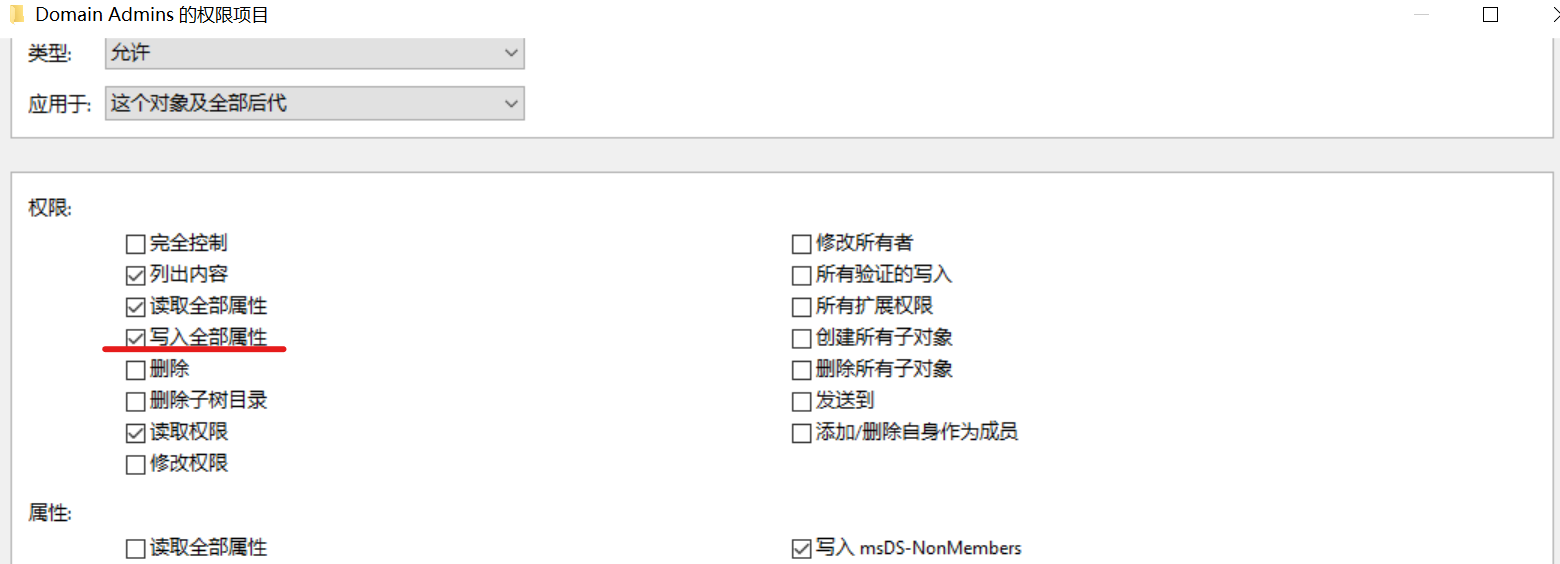 Domain Admins 的权限项目
类型: 允许
应用于: 这个对象及全部后代
权限:
完全控制 修改所有者
列出内容 所有验证的写入
读取全部属性 所有扩展权限
写入全部属性 创建所有子对象
删除 删除所有子对象
删除子树目录 发送到
读取权限 添加/删除自身作为成员
修改权限
属性:
读取全部属性 写入 msDS-NonMembers